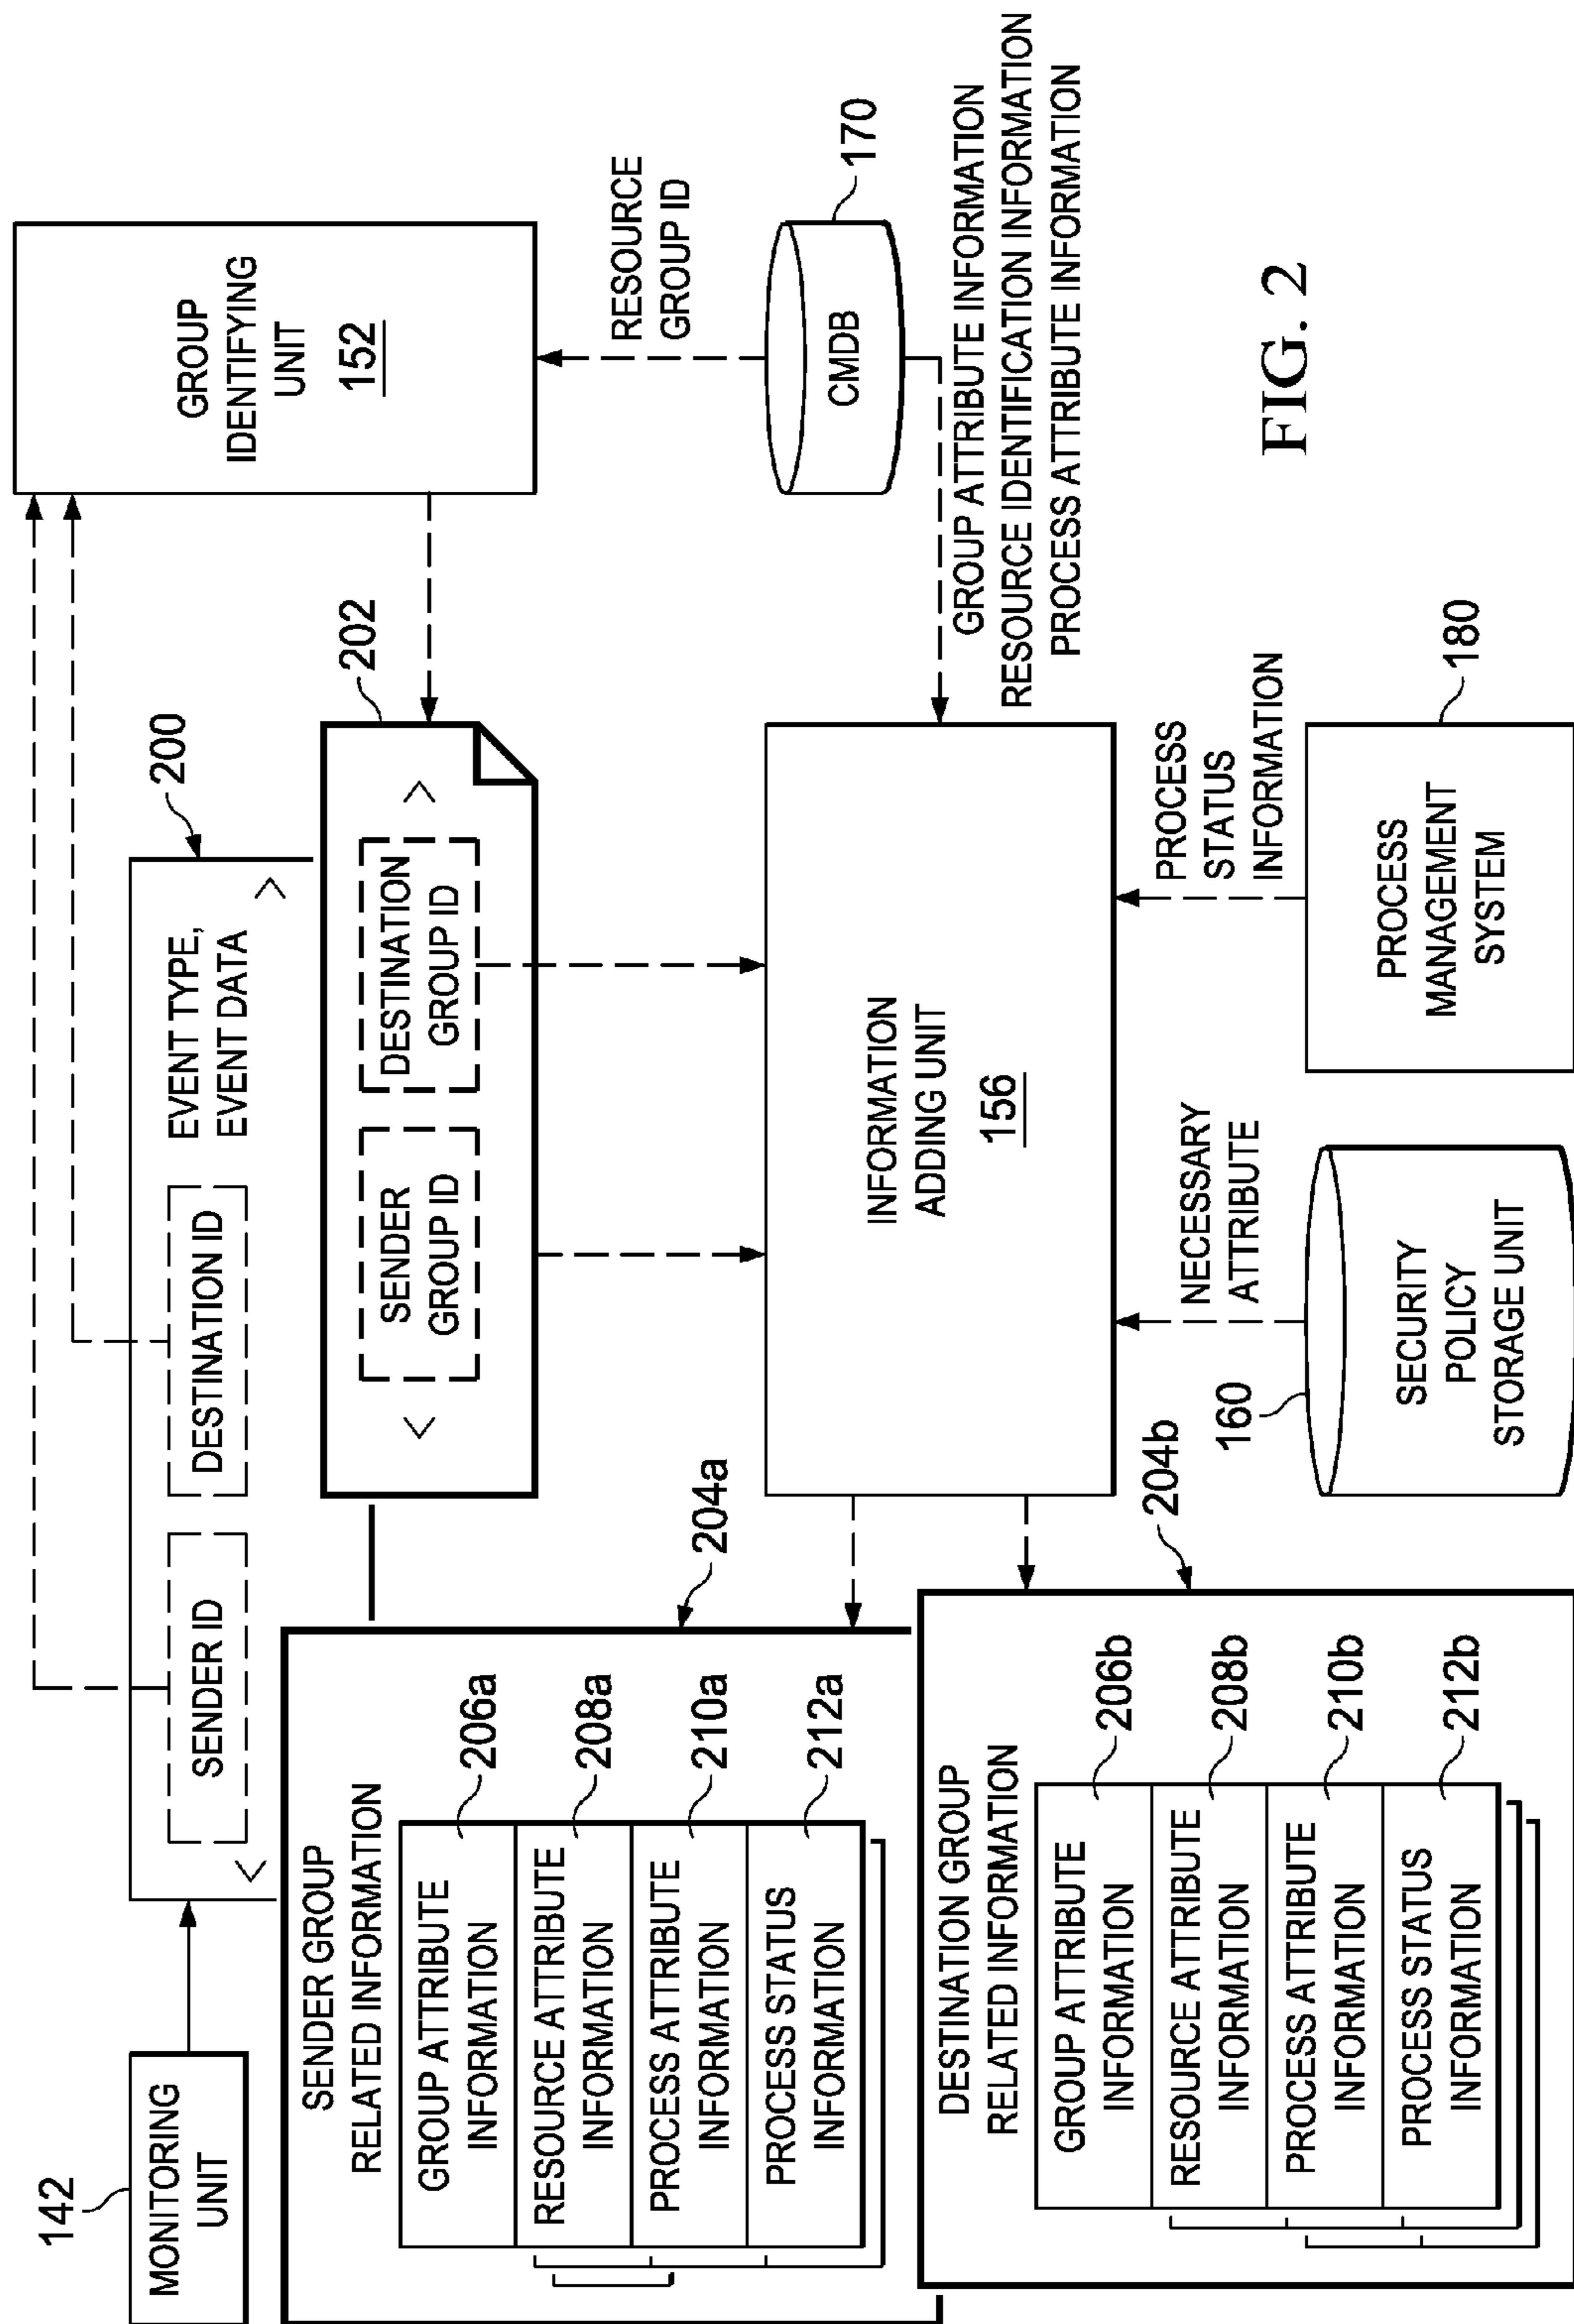 142
MONITORING
UNIT
<
SENDER ID
DESTINATION ID
EVENT TYPE,
EVENT DATA
>
200
GROUP
IDENTIFYING
UNIT
152
<
SENDER
GROUP ID
DESTINATION
GROUP ID
>
202
RESOURCE
GROUP ID
CMDB
170
SENDER GROUP
RELATED INFORMATION
204a
GROUP ATTRIBUTE
INFORMATION
206a
RESOURCE ATTRIBUTE
INFORMATION
208a
PROCESS ATTRIBUTE
INFORMATION
210a
PROCESS STATUS
INFORMATION
212a
INFORMATION
ADDING UNIT
156
GROUP ATTRIBUTE INFORMATION
RESOURCE IDENTIFICATION INFORMATION
PROCESS ATTRIBUTE INFORMATION
DESTINATION GROUP
RELATED INFORMATION
204b
GROUP ATTRIBUTE
INFORMATION
206b
RESOURCE ATTRIBUTE
INFORMATION
208b
PROCESS ATTRIBUTE
INFORMATION
210b
PROCESS STATUS
INFORMATION
212b
NECESSARY
ATTRIBUTE
160
SECURITY
POLICY
STORAGE UNIT
PROCESS
STATUS
INFORMATION
PROCESS
MANAGEMENT
SYSTEM
180
FIG. 2